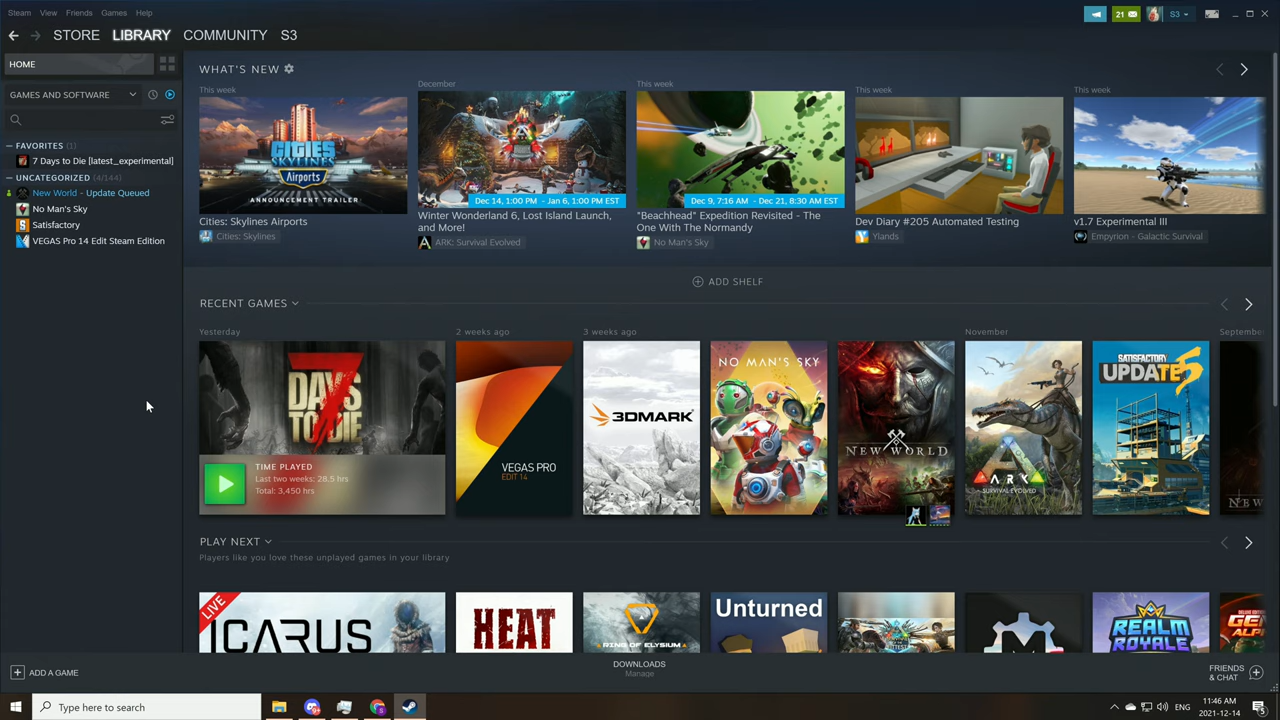 Steam View Friends Games Help
21 S3
STORE LIBRARY COMMUNITY S3
HOME
GAMES AND SOFTWARE
FAVORITES (1)
7 Days to Die [latest_experimental]
UNCATEGORIZED (4/144)
New World - Update Queued
No Man's Sky
Satisfactory
VEGAS Pro 14 Edit Steam Edition
WHAT'S NEW
This week
CITIES
SKYLINES
Airports
ANNOUNCEMENT TRAILER
Cities: Skylines Airports
Cities: Skylines
December
Dec 14, 1:00 PM - Jan 6, 1:00 PM EST
Winter Wonderland 6, Lost Island Launch,
and More!
ARK: Survival Evolved
This week
Dec 9, 7:16 AM - Dec 21, 8:30 AM EST
"Beachhead" Expedition Revisited - The
One With The Normandy
No Man's Sky
This week
Dev Diary #205 Automated Testing
Ylands
This week
v1.7 Experimental III
Empyrion - Galactic Survival
ADD SHELF
RECENT GAMES
Yesterday
7
DAYS
TO DIE
TIME PLAYED
Last two weeks: 28.5 hrs
Total: 3,450 hrs
2 weeks ago
VEGAS PRO
EDIT 14
3 weeks ago
3DMARK
NO MAN'S SKY
NEW WORLD
November
ARK
SURVIVAL EVOLVED
SATISFACTORY
UPDATE 5
September
NEW
PLAY NEXT
Players like you love these unplayed games in your library
LIVE
ICARUS
HEAT
RING OF ELYSIUM
Unturned
REALM
ROYALE
ADD A GAME
DOWNLOADS
Manage
FRIENDS
& CHAT
Type here to search
ENG
11:46 AM
2021-12-14
5